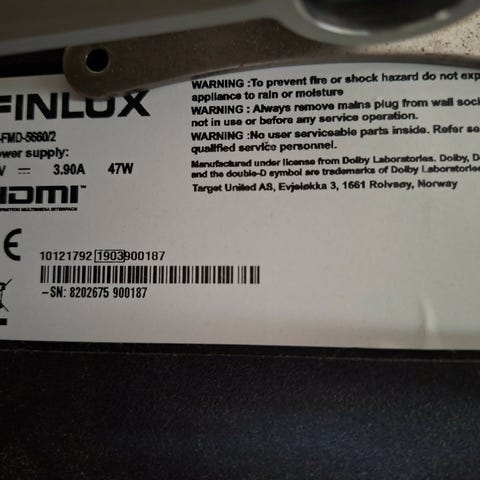 FINLUX
-FMD-5660/2
ower supply:
V ⎓ 3.90A 47W
HDMI™
WARNING :To prevent fire or shock hazard do not exp
appliance to rain or moisture
WARNING : Always remove mains plug from wall sock
not in use or before any service operation.
WARNING :No user serviceable parts inside. Refer se
qualified service personnel.
Manufactured under license from Dolby Laboratories. Dolby, D
and the double-D symbol are trademarks of Dolby Laboratories.
Target United AS, Evjeløkka 3, 1661 Rolvsøy, Norway
CE
10121792 1903 900187
-SN: 8202675 900187